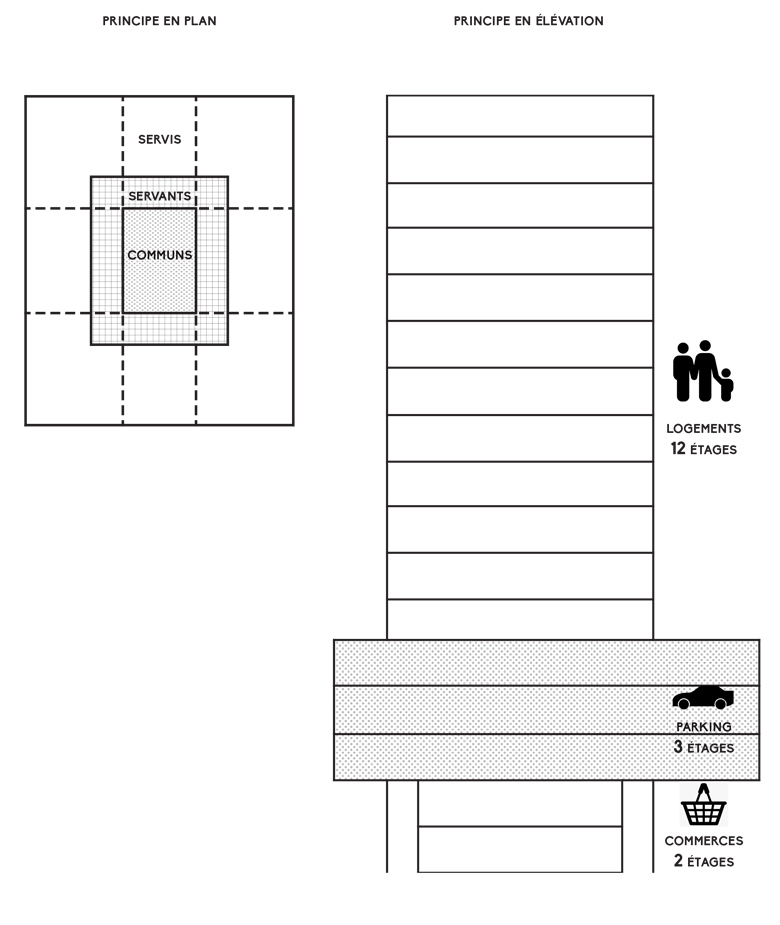 PRINCIPE EN PLAN
PRINCIPE EN ÉLÉVATION
SERVIS
SERVANTS
COMMUNS
LOGEMENTS
12 ÉTAGES
PARKING
3 ÉTAGES
COMMERCES
2 ÉTAGES